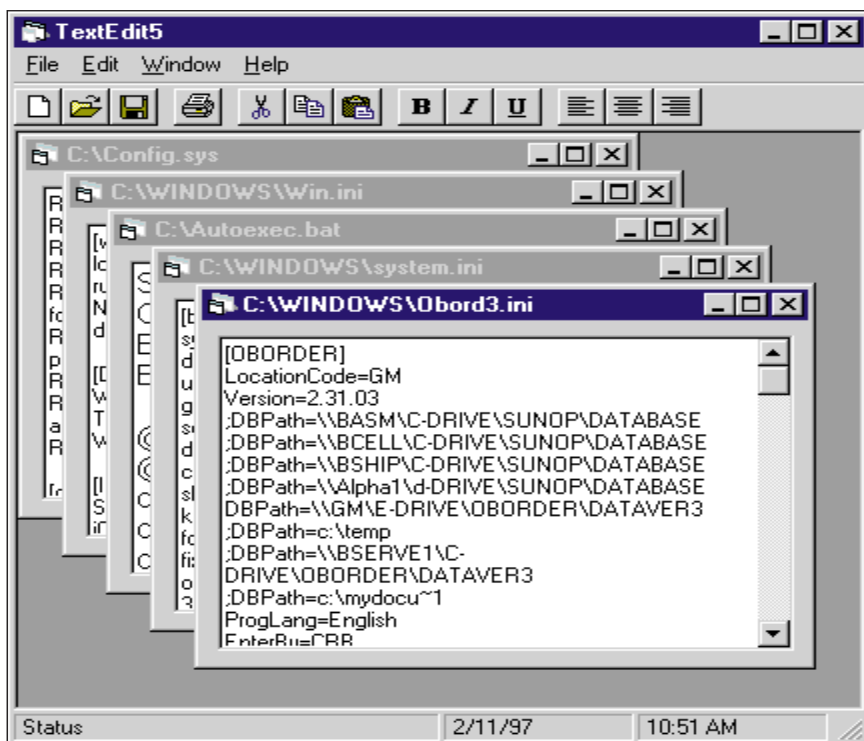 TextEdit5
File Edit Window Help
B I U
C:\Config.sys
C:\WINDOWS\Win.ini
C:\Autoexec.bat
C:\WINDOWS\system.ini
C:\WINDOWS\Obord3.ini
[OBORDER]
LocationCode=GM
Version=2.31.03
;DBPath=\\BASM\C-DRIVE\SUNOP\DATABASE
;DBPath=\\BCELL\C-DRIVE\SUNOP\DATABASE
;DBPath=\\BSHIP\C-DRIVE\SUNOP\DATABASE
;DBPath=\\Alpha1\d-DRIVE\SUNOP\DATABASE
DBPath=\\GM\E-DRIVE\OBORDER\DATAVER3
;DBPath=c:\temp
;DBPath=\\BSERVE1\C-
DRIVE\OBORDER\DATAVER3
;DBPath=c:\mydocu~1
ProgLang=English
EnterBy=CBB
Status 2/11/97 10:51 AM